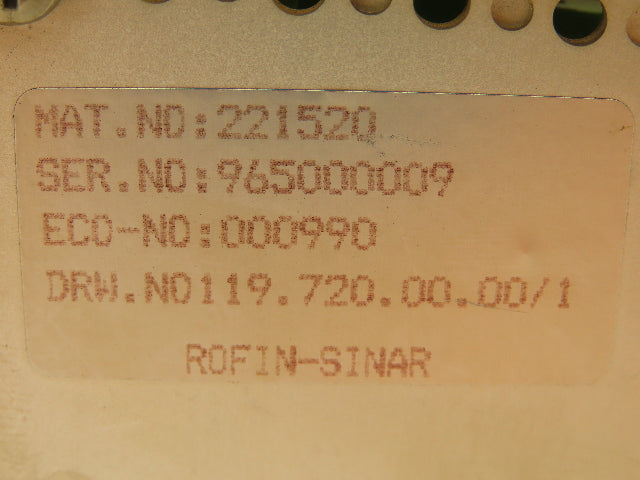 MAT.NO:221520
SER.NO:965000009
ECO-NO:000990
DRW.NO119.720.00.00/1
ROFIN-SINAR